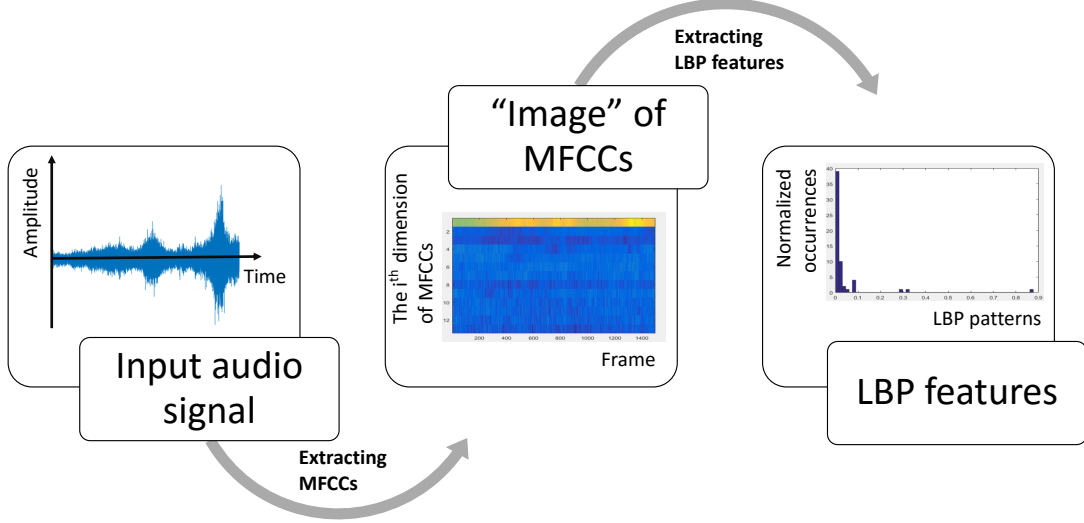 Extracting
LBP features
“Image” of
MFCCs
Amplitude
Time
Input audio
signal
Extracting
MFCCs
The iᵗʰ dimension
of MFCCs
2
4
6
8
10
12
200 400 600 800 1000 1200 1400
Frame
Normalized
occurrences
40
35
30
25
20
15
10
5
0
0 0.1 0.2 0.3 0.4 0.5 0.6 0.7 0.8 0.9
LBP patterns
LBP features